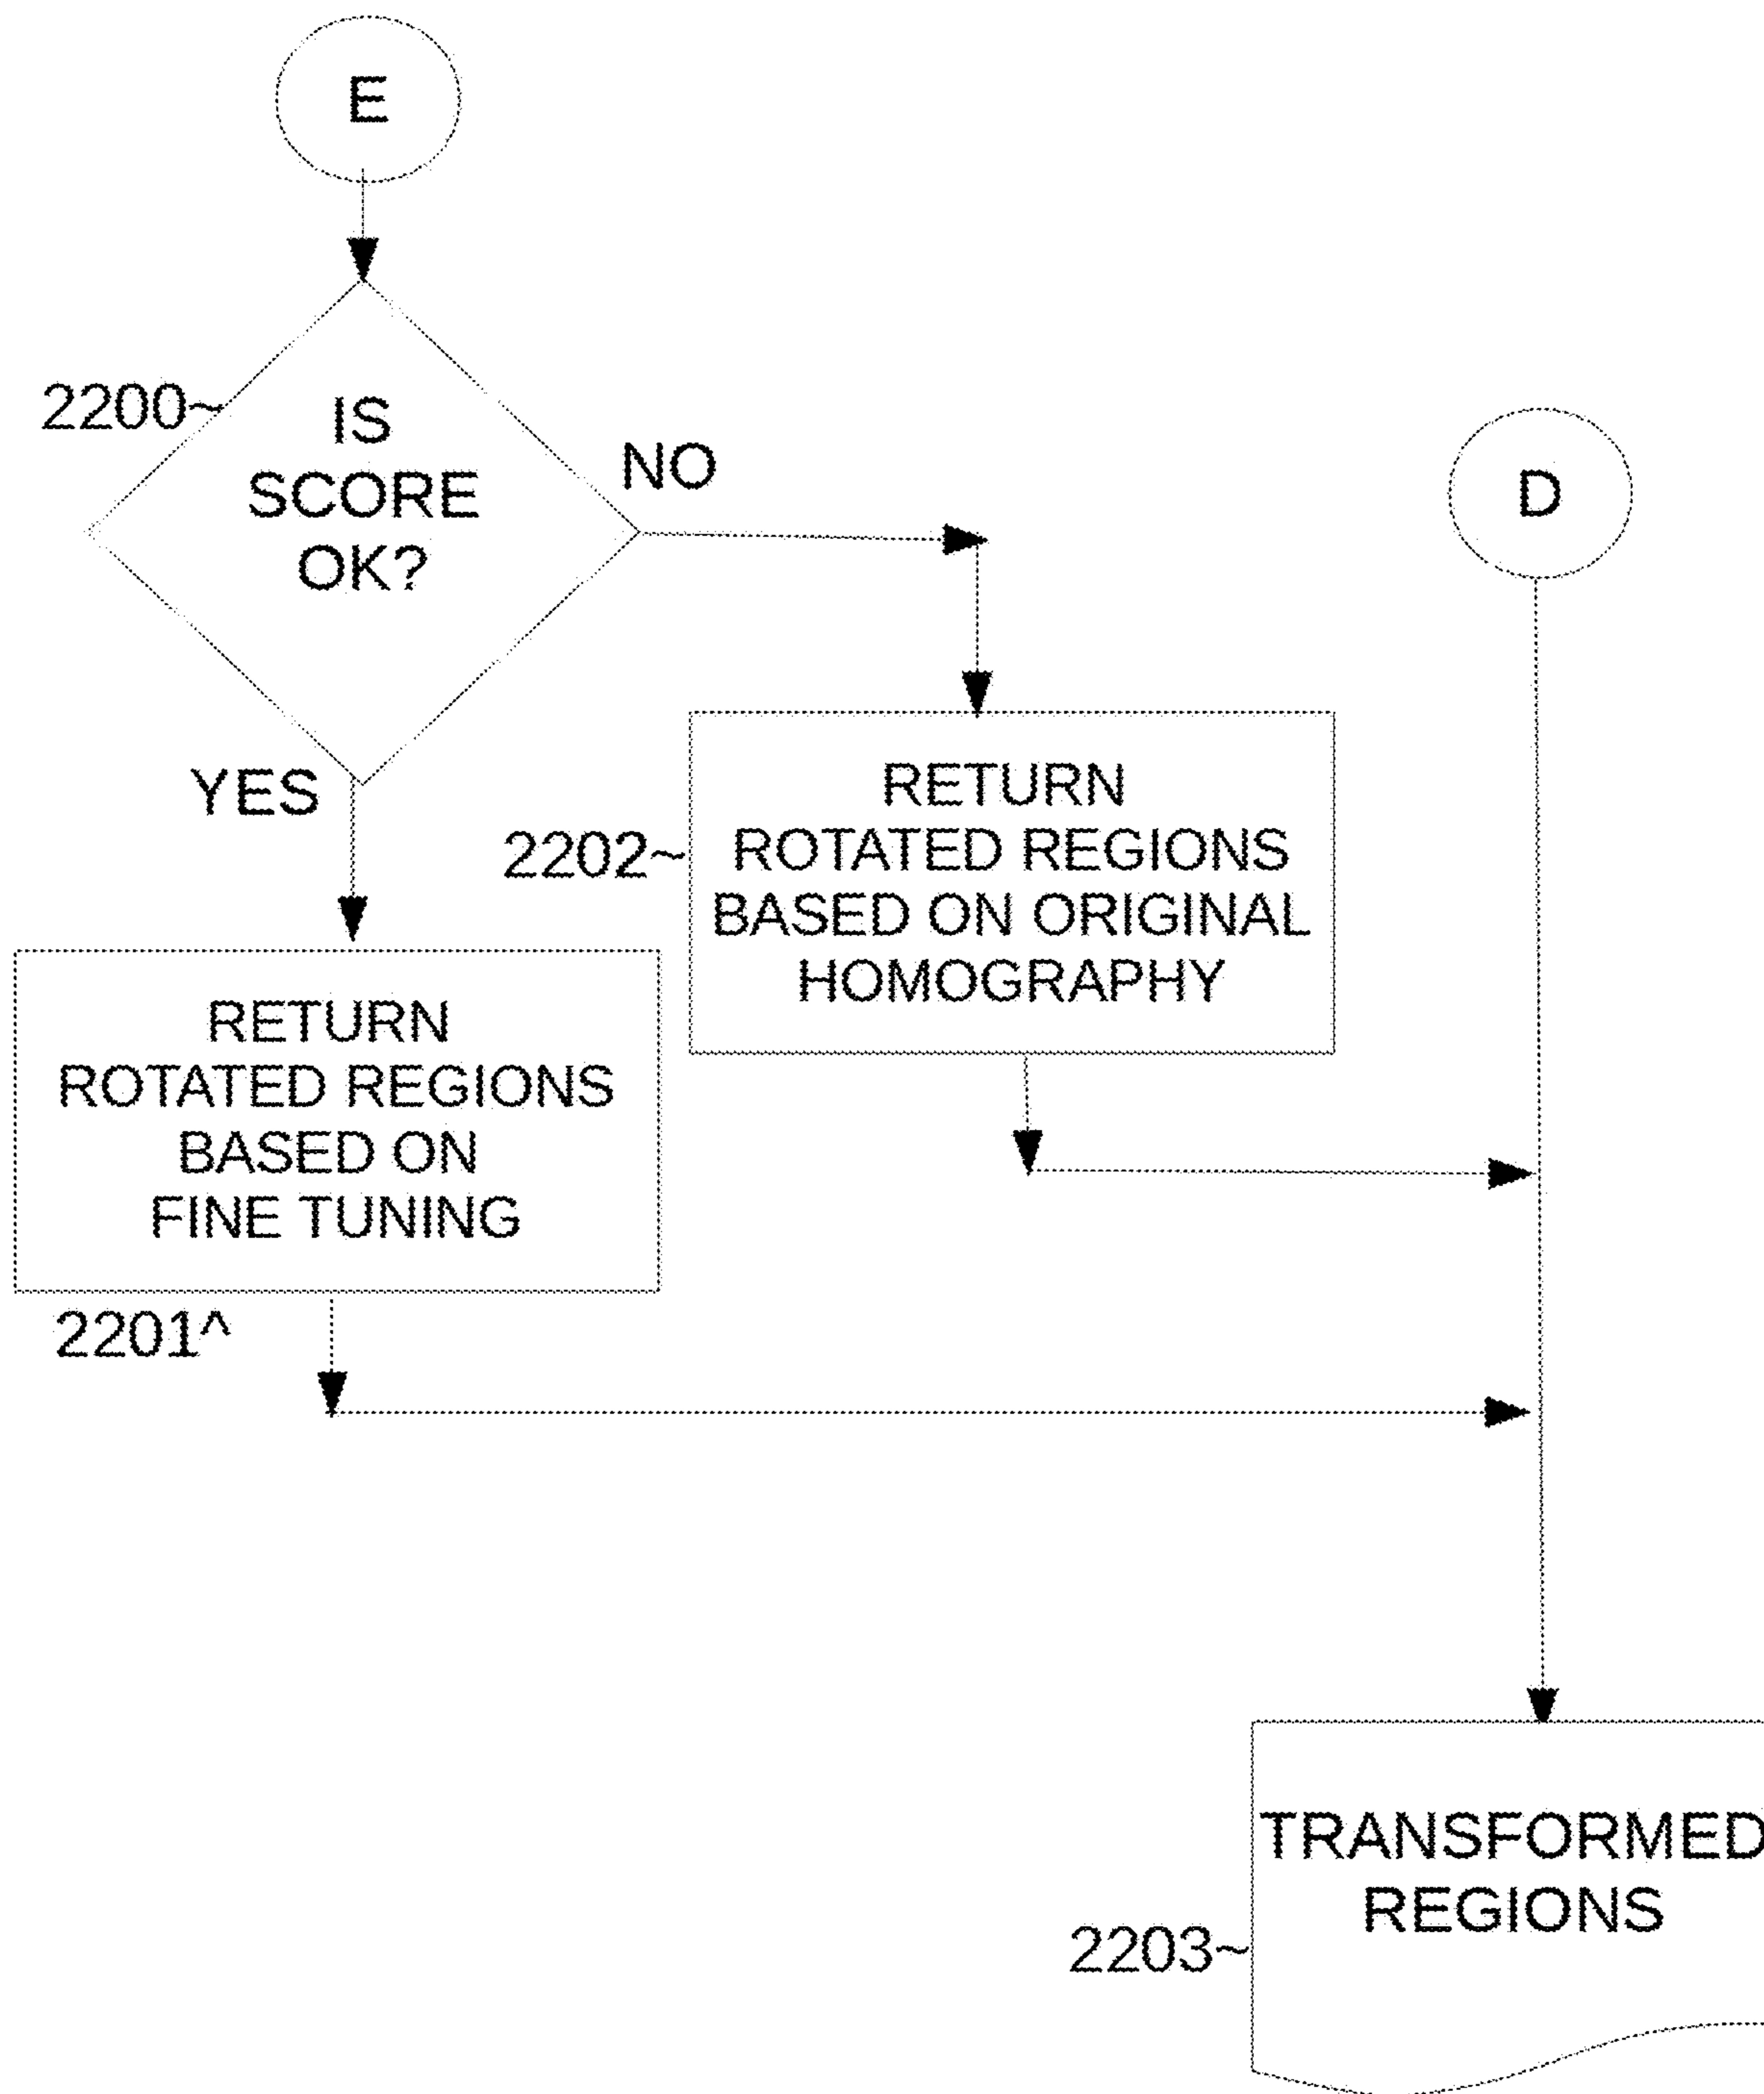 E
2200~
IS
SCORE
OK?
NO
D
YES
2202~
RETURN
ROTATED REGIONS
BASED ON ORIGINAL
HOMOGRAPHY
RETURN
ROTATED REGIONS
BASED ON
FINE TUNING
2201^
TRANSFORMED
REGIONS
2203~